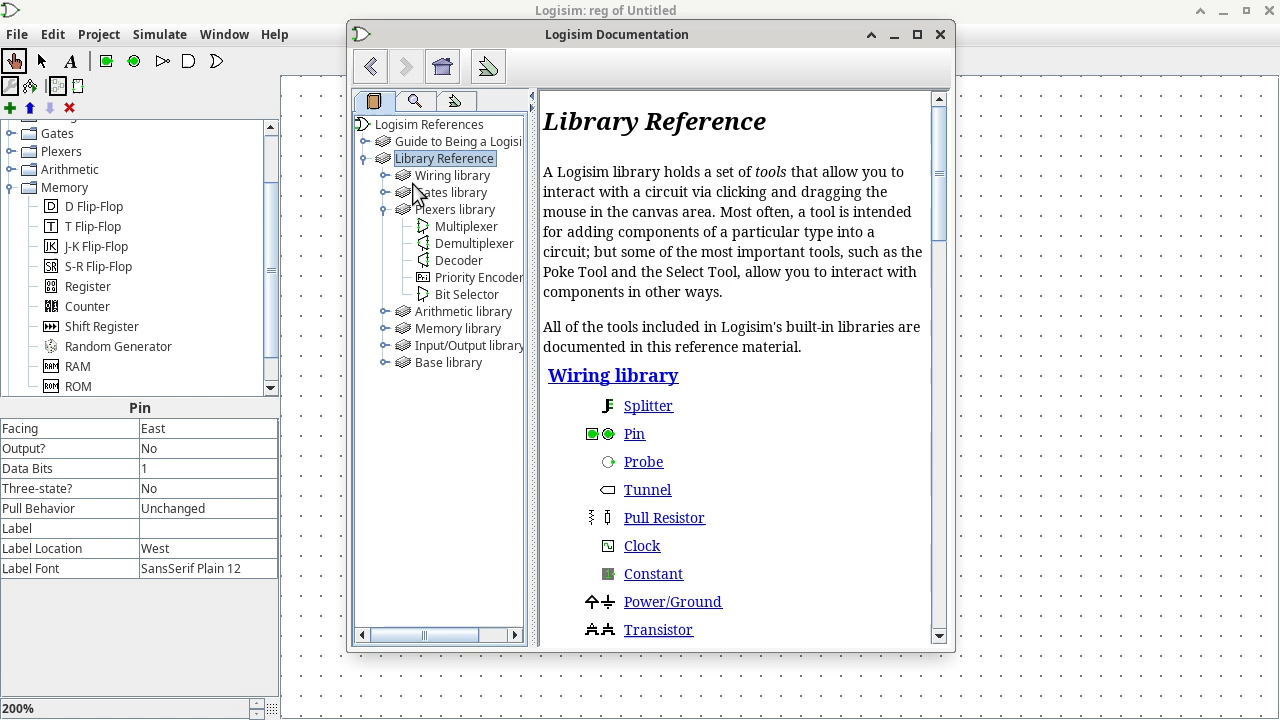 Logisim: reg of Untitled
File Edit Project Simulate Window Help
Gates
Plexers
Arithmetic
Memory
D Flip-Flop
T Flip-Flop
J-K Flip-Flop
S-R Flip-Flop
Register
Counter
Shift Register
Random Generator
RAM
ROM
Pin
Facing East
Output? No
Data Bits 1
Three-state? No
Pull Behavior Unchanged
Label
Label Location West
Label Font SansSerif Plain 12
200%
Logisim Documentation
Logisim References
Guide to Being a Logisi
Library Reference
Wiring library
Gates library
Plexers library
Multiplexer
Demultiplexer
Decoder
Priority Encoder
Bit Selector
Arithmetic library
Memory library
Input/Output library
Base library
Library Reference
A Logisim library holds a set of tools that allow you to
interact with a circuit via clicking and dragging the
mouse in the canvas area. Most often, a tool is intended
for adding components of a particular type into a
circuit; but some of the most important tools, such as the
Poke Tool and the Select Tool, allow you to interact with
components in other ways.
All of the tools included in Logisim's built-in libraries are
documented in this reference material.
Wiring library
Splitter
Pin
Probe
Tunnel
Pull Resistor
Clock
Constant
Power/Ground
Transistor